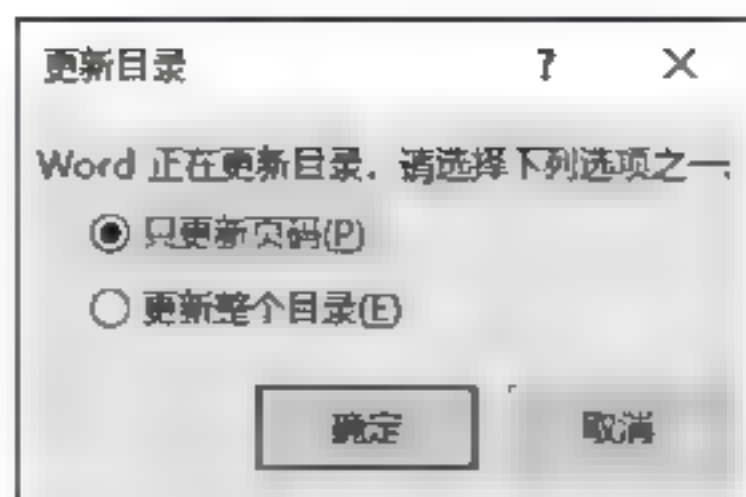 更新目录 ? ×
Word 正在更新目录，请选择下列选项之一：
只更新页码(P)
更新整个目录(E)
确定 取消